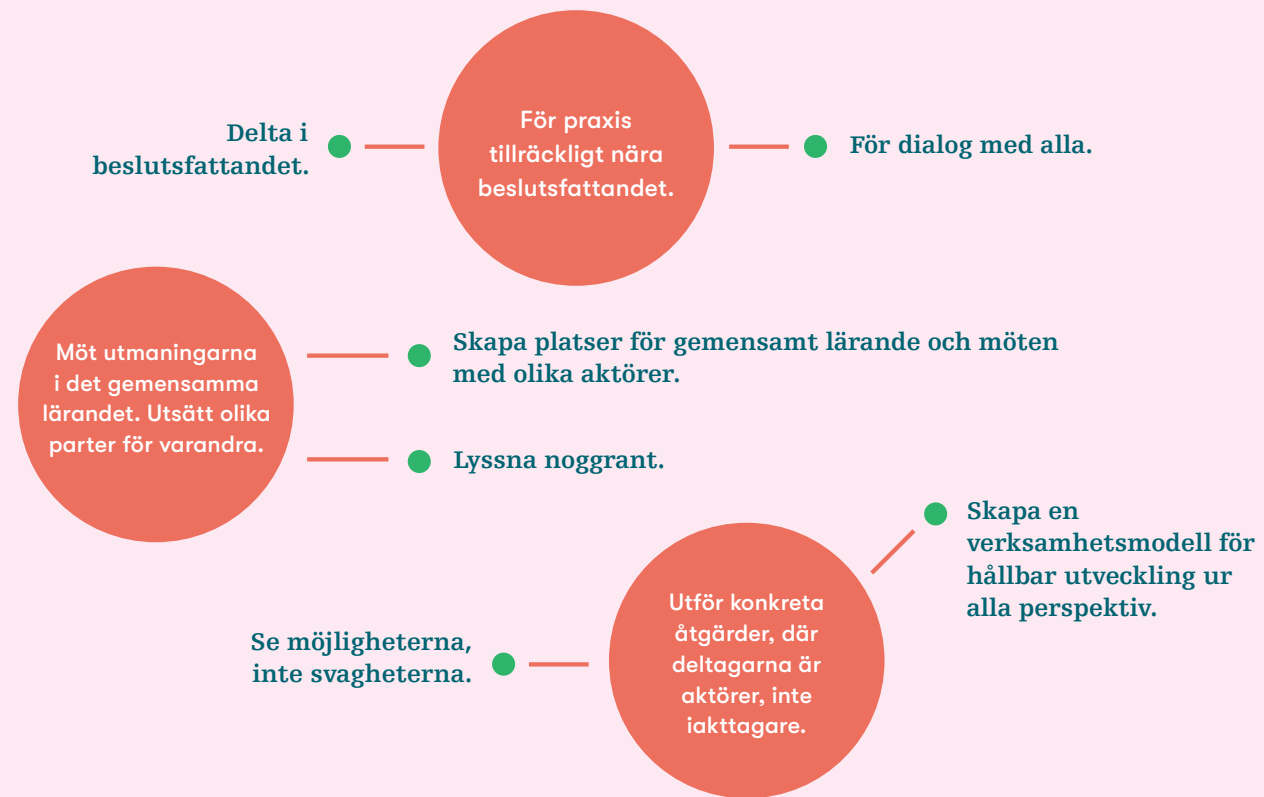 Delta i
beslutsfattandet.
För praxis
tillräckligt nära
beslutsfattandet.
För dialog med alla.
Möt utmaningarna
i det gemensamma
lärandet. Utsätt olika
parter för varandra.
Skapa platser för gemensamt lärande och möten
med olika aktörer.
Lyssna noggrant.
Se möjligheterna,
inte svagheterna.
Utför konkreta
åtgärder, där
deltagarna är
aktörer, inte
iakttagare.
Skapa en
verksamhetsmodell för
hållbar utveckling ur
alla perspektiv.